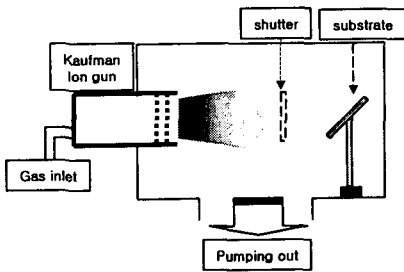 shutter
substrate
Kaufman
Ion gun
Gas inlet
Pumping out